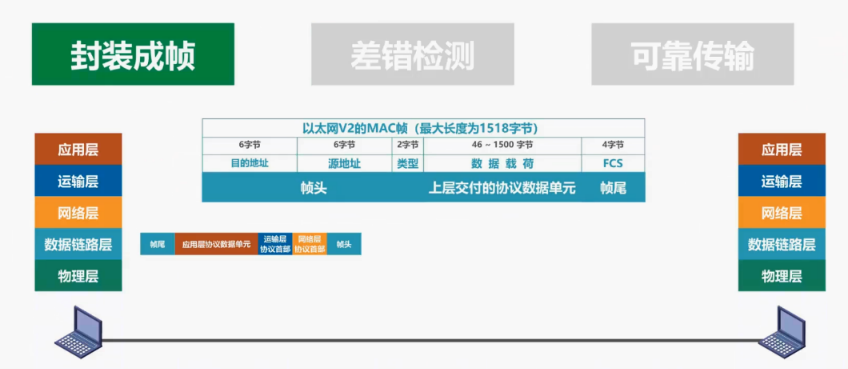 封装成帧
差错检测
可靠传输
以太网V2的MAC帧（最大长度为1518字节）
6字节 6字节 2字节 46 ~ 1500 字节 4字节
目的地址 源地址 类型 数 据 载 荷 FCS
帧头 上层交付的协议数据单元 帧尾
应用层
运输层
网络层
数据链路层
物理层
帧尾 应用层协议数据单元 运输层协议首部 网络层协议首部 帧头
应用层
运输层
网络层
数据链路层
物理层